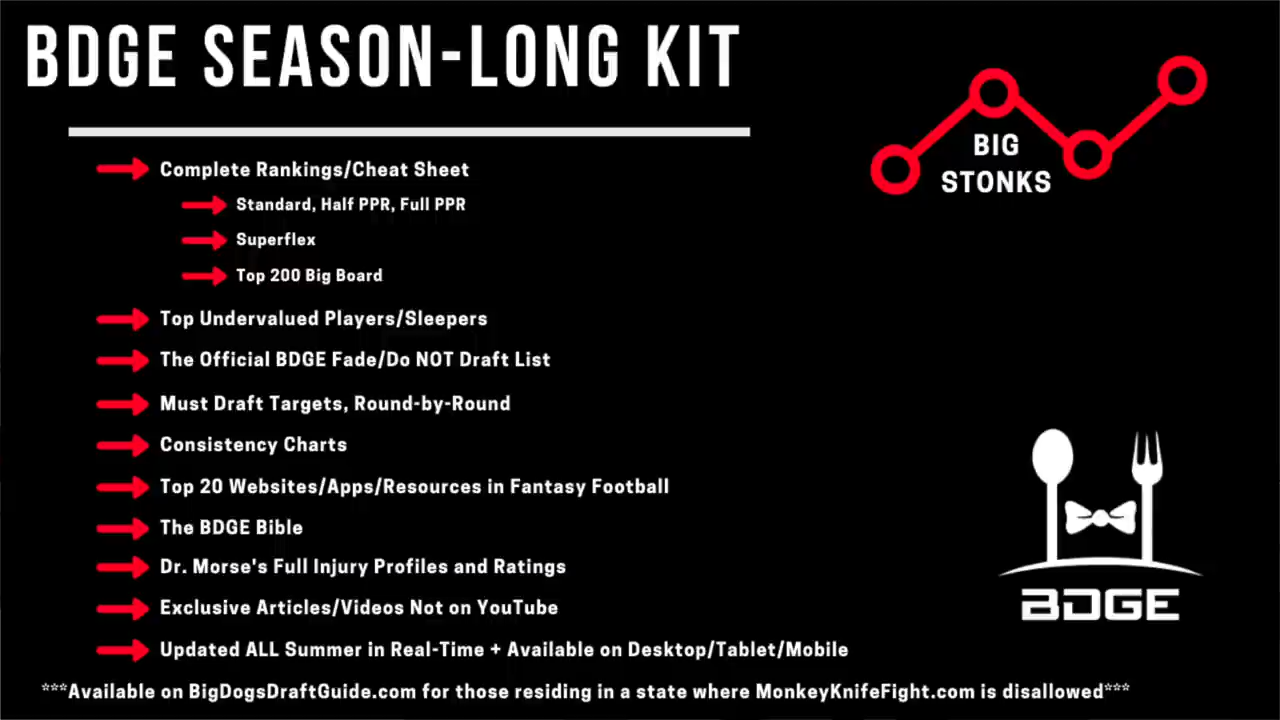 BDGE SEASON-LONG KIT
BIG
STONKS
Complete Rankings/Cheat Sheet
Standard, Half PPR, Full PPR
Superflex
Top 200 Big Board
Top Undervalued Players/Sleepers
The Official BDGE Fade/Do NOT Draft List
Must Draft Targets, Round-by-Round
Consistency Charts
Top 20 Websites/Apps/Resources in Fantasy Football
The BDGE Bible
Dr. Morse's Full Injury Profiles and Ratings
Exclusive Articles/Videos Not on YouTube
Updated ALL Summer in Real-Time + Available on Desktop/Tablet/Mobile
BDGE
***Available on BigDogsDraftGuide.com for those residing in a state where MonkeyKnifeFight.com is disallowed***